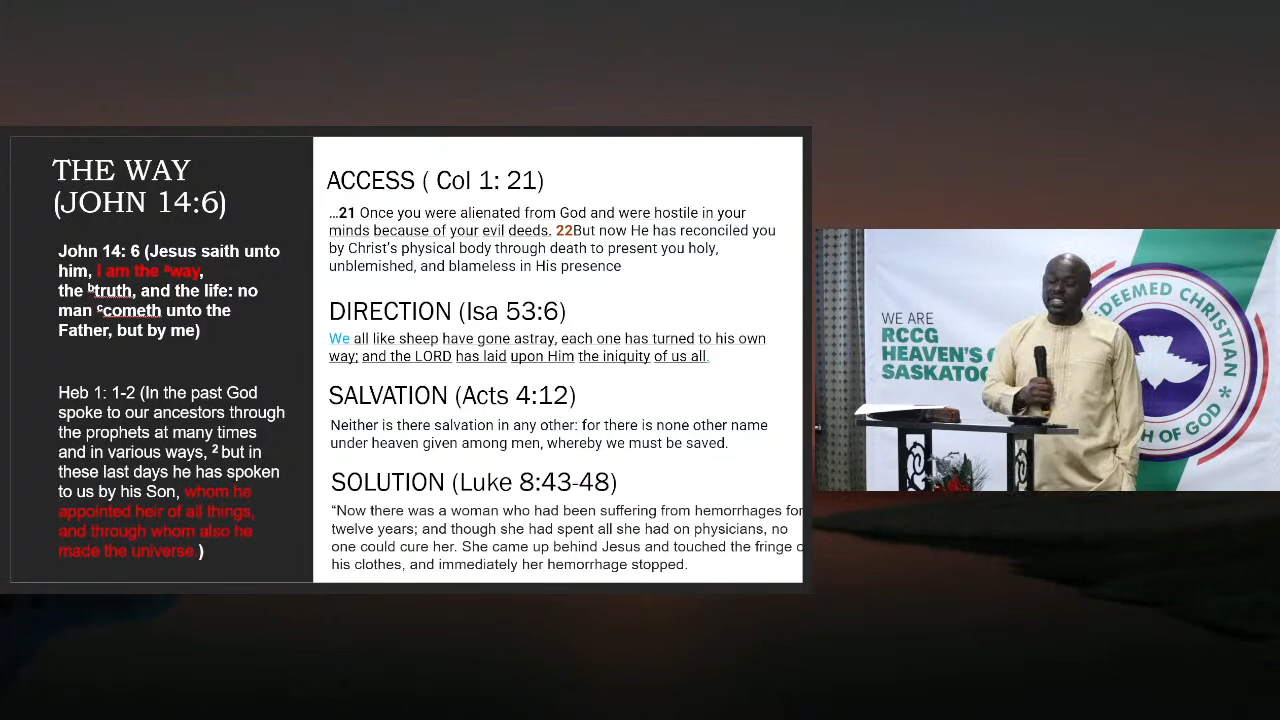 THE WAY
(JOHN 14:6)
John 14: 6 (Jesus saith unto
him, I am the ᵃway,
the ᵇtruth, and the life: no
man ᶜcometh unto the
Father, but by me)
Heb 1: 1-2 (In the past God
spoke to our ancestors through
the prophets at many times
and in various ways, ² but in
these last days he has spoken
to us by his Son, whom he
appointed heir of all things,
and through whom also he
made the universe )
ACCESS ( Col 1: 21)
…21 Once you were alienated from God and were hostile in your
minds because of your evil deeds. 22But now He has reconciled you
by Christ’s physical body through death to present you holy,
unblemished, and blameless in His presence
DIRECTION (Isa 53:6)
We all like sheep have gone astray, each one has turned to his own
way; and the LORD has laid upon Him the iniquity of us all.
SALVATION (Acts 4:12)
Neither is there salvation in any other: for there is none other name
under heaven given among men, whereby we must be saved.
SOLUTION (Luke 8:43-48)
“Now there was a woman who had been suffering from hemorrhages for
twelve years; and though she had spent all she had on physicians, no
one could cure her. She came up behind Jesus and touched the fringe
his clothes, and immediately her hemorrhage stopped.
WE ARE
RCCG
HEAVEN'S
SASKATOO
DEEMED CHRISTIAN
H OF GOD